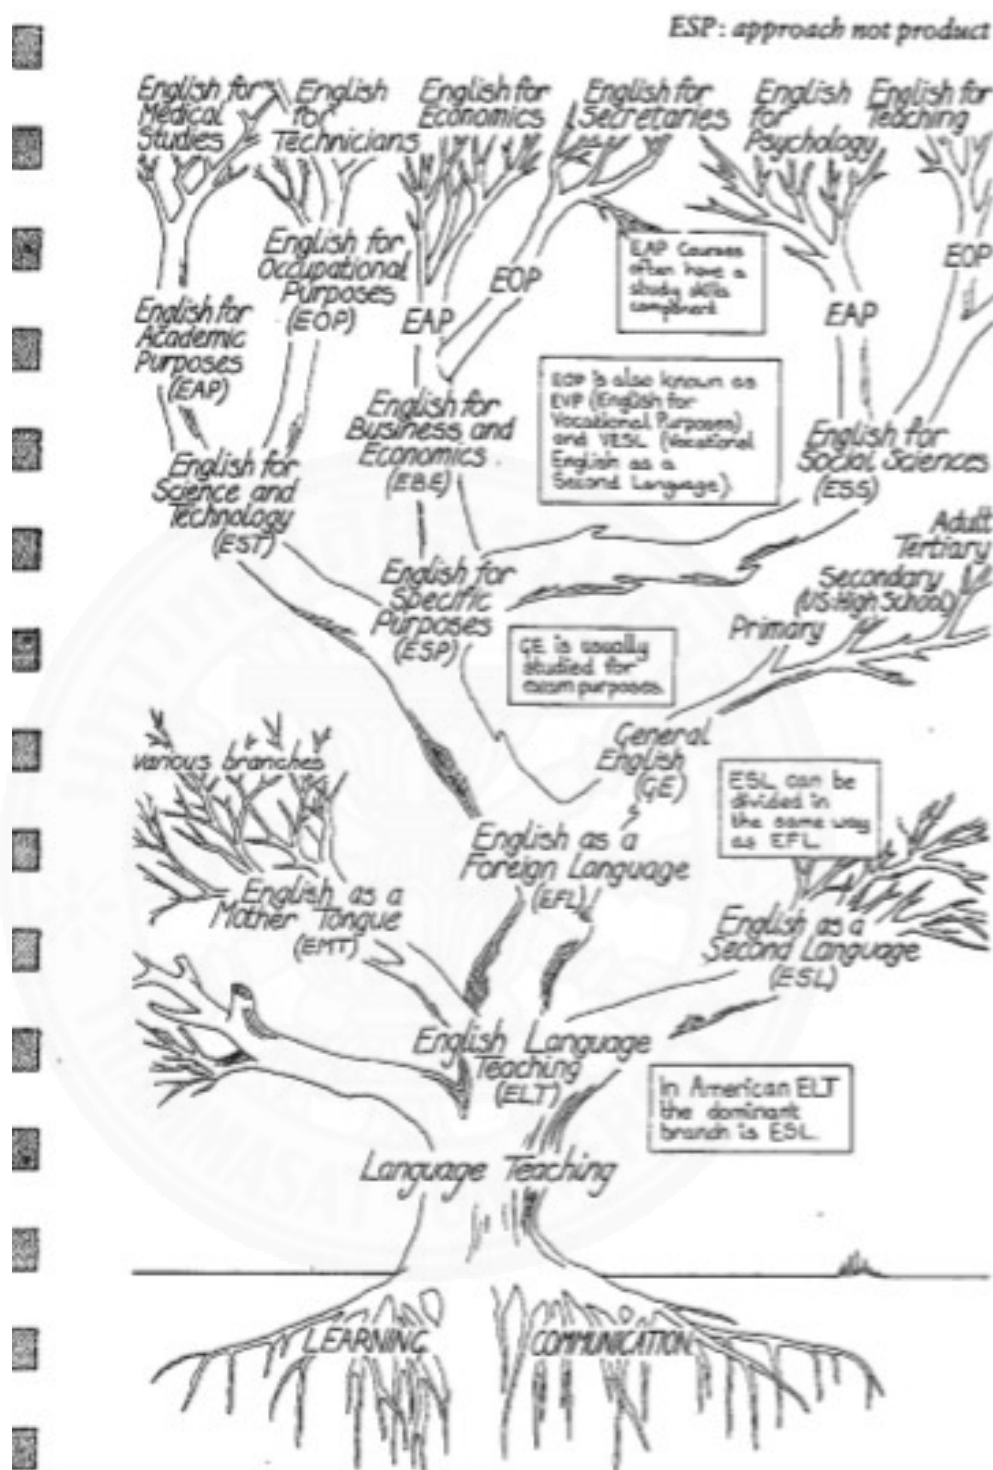 ESP: approach not product
English for
Medical
Studies
English
for
Technicians
English for
Economics
English for
Secretaries
English
for
Psychology
English for
Teaching
English for
Occupational
Purposes
(EOP)
English for
Academic
Purposes
(EAP)
EAP
EOP
EAP Courses
often have a
study skills
component
EAP
EOP
EOP is also known as
EVP (English for
Vocational Purposes)
and VESL (Vocational
English as a
Second Language).
English for
Business and
Economics
(EBE)
English for
Social Sciences
(ESS)
English for
Science and
Technology
(EST)
English for
Specific
Purposes
(ESP)
Adult
Tertiary
Secondary
(US:High School)
Primary
GE is usually
studied for
exam purposes.
General
English
(GE)
various branches
ESL can be
divided in
the same way
as EFL.
English as a
Foreign Language
(EFL)
English as a
Mother Tongue
(EMT)
English as a
Second Language
(ESL)
English Language
Teaching
(ELT)
In American ELT
the dominant
branch is ESL.
Language Teaching
LEARNING
COMMUNICATION